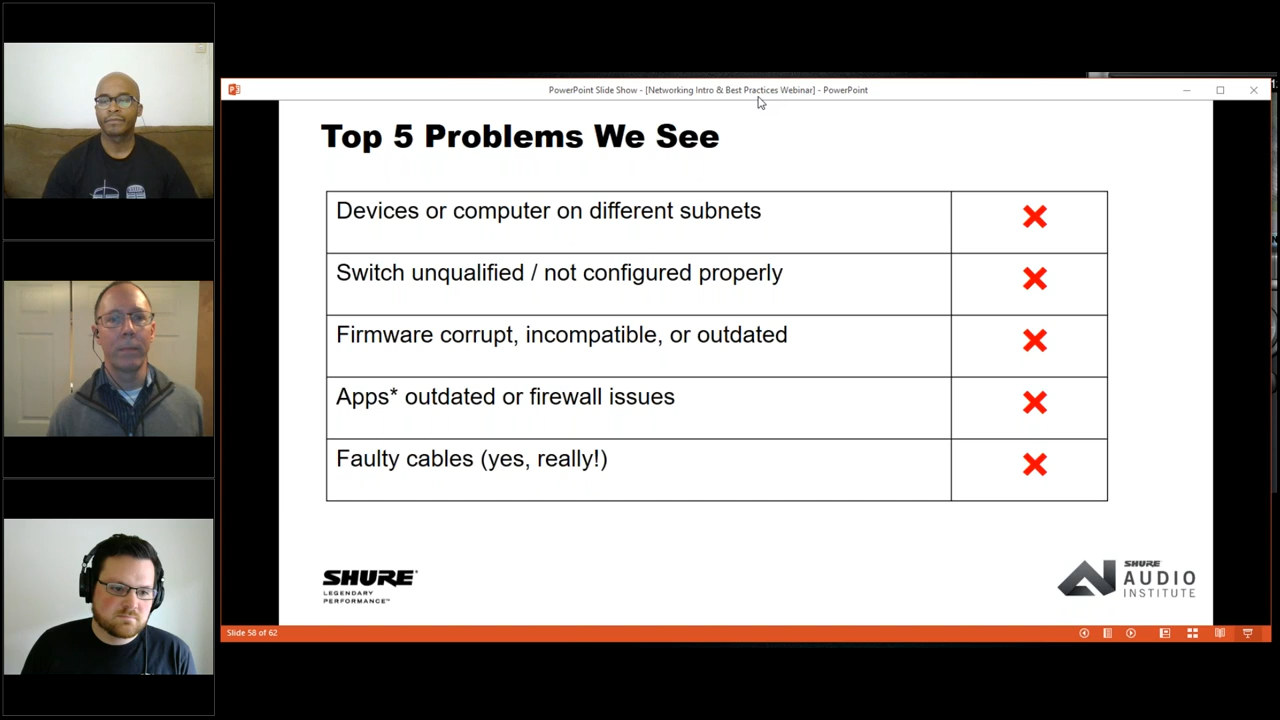 PowerPoint Slide Show - [Networking Intro & Best Practices Webinar] - PowerPoint
Top 5 Problems We See
Devices or computer on different subnets
Switch unqualified / not configured properly
Firmware corrupt, incompatible, or outdated
Apps* outdated or firewall issues
Faulty cables (yes, really!)
SHURE
LEGENDARY
PERFORMANCE™
SHURE
AUDIO
INSTITUTE
Slide 58 of 62